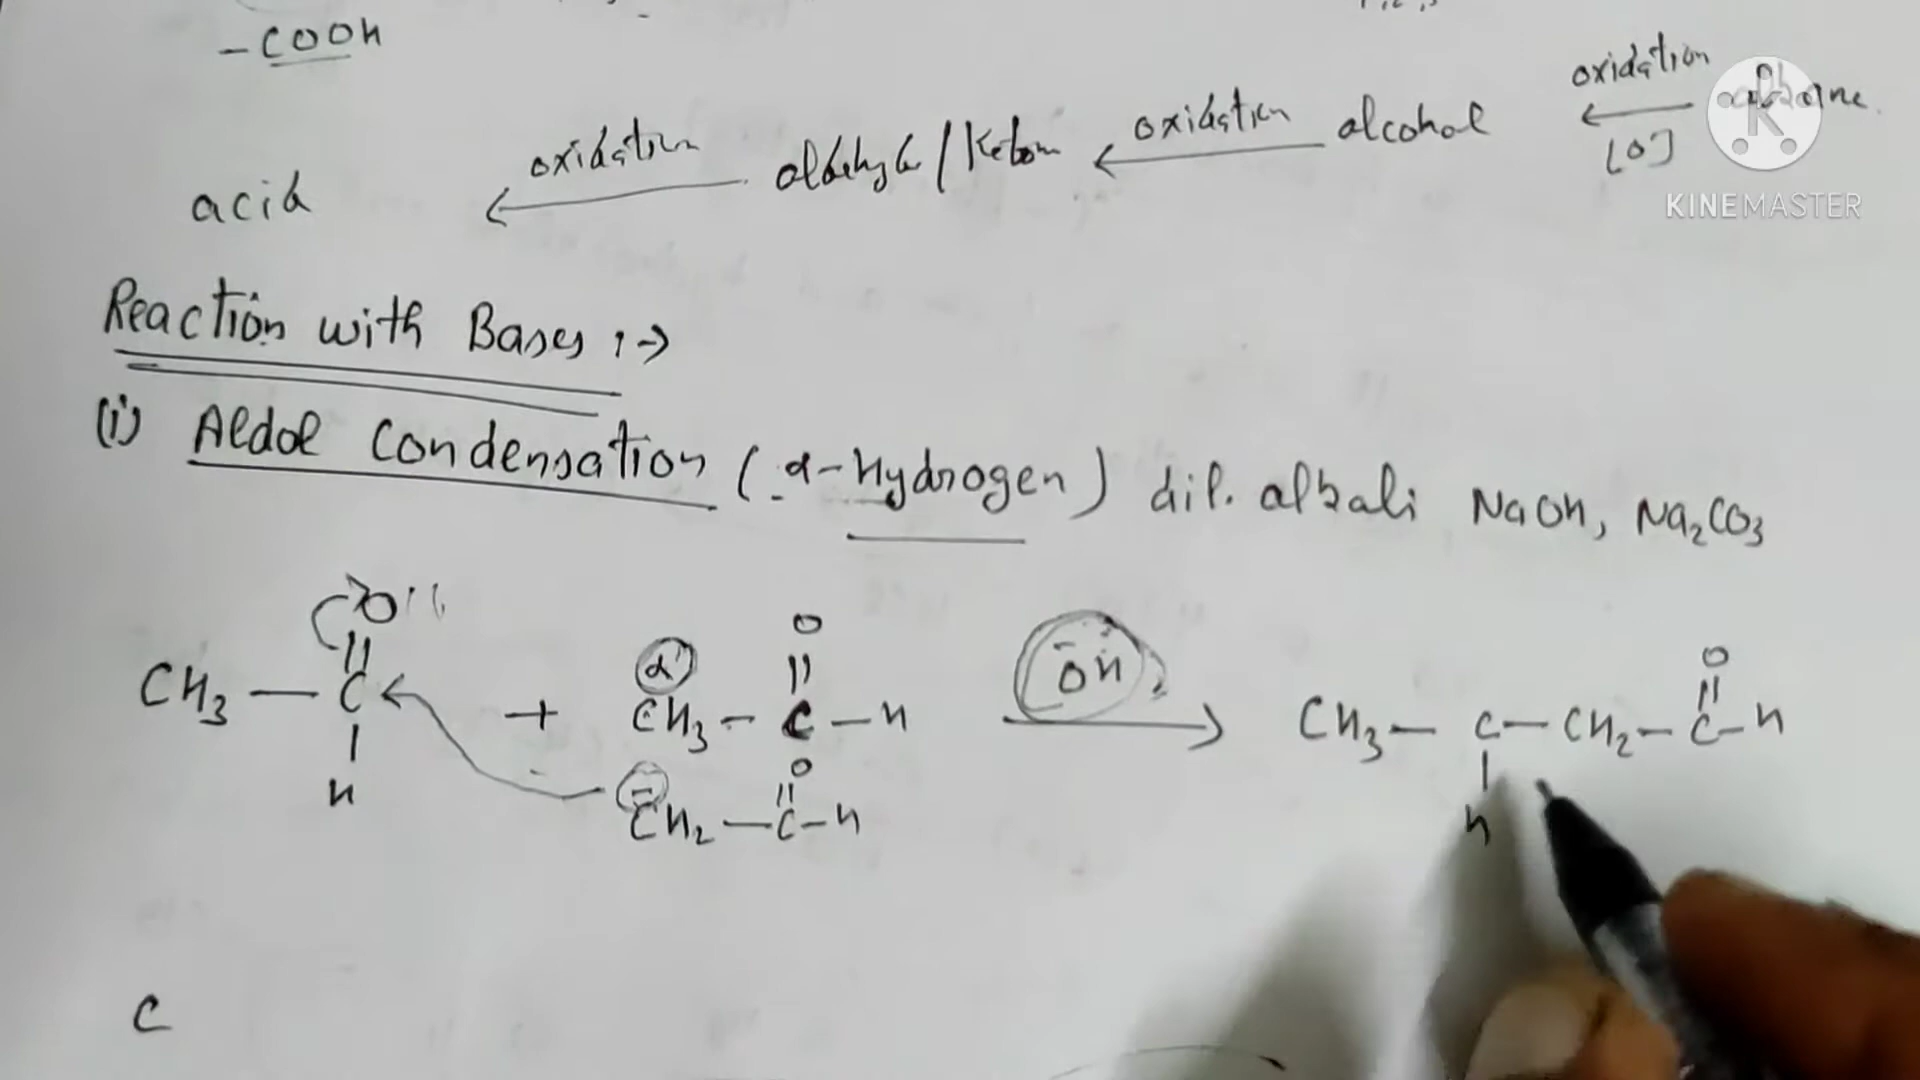 -COOH
acid oxidation aldehyde/Keton oxidation alcohol oxidation [O]
KINEMASTER
Reaction with Bases :->
(i) Aldol Condensation (α-Hydrogen) dil. alkali NaOH, Na2CO3
CH3 — C + CH3 - C - H OH CH3 - C - CH2 - C - H
O O O
H α H
CH2 — C - H
O
C